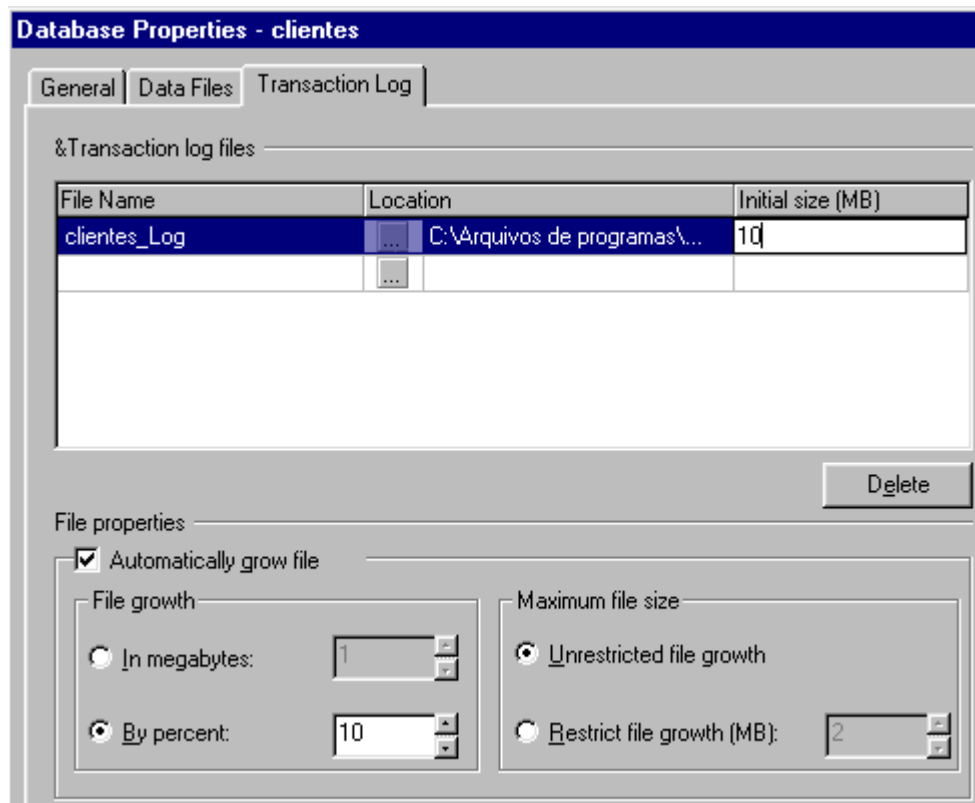 Database Properties - clientes
General Data Files Transaction Log
&Transaction log files
File Name Location Initial size (MB)
clientes_Log ... C:\Arquivos de programas\... 10
...
Delete
File properties
Automatically grow file
File growth Maximum file size
In megabytes: 1 Unrestricted file growth
By percent: 10 Restrict file growth (MB): 2